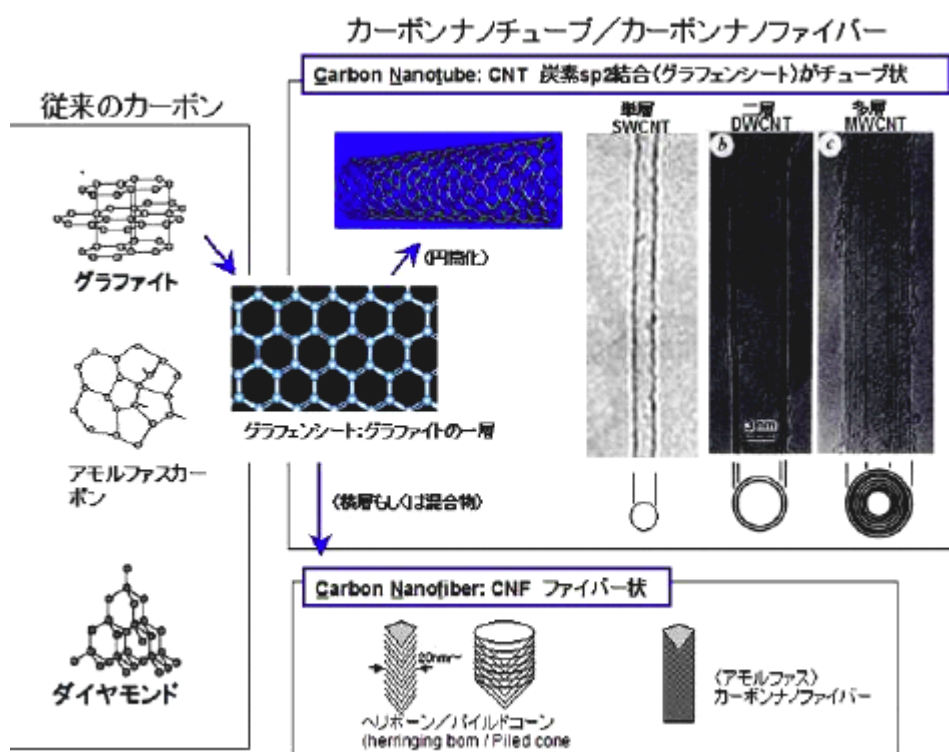 カーボンナノチューブ／カーボンナノファイバー
Carbon Nanotube: CNT 炭素sp2結合(グラフェンシート)がチューブ状
従来のカーボン
単層
SWCNT
二層
DWCNT
多層
MWCNT
b
c
グラファイト
(円筒化)
3 nm
グラフェンシート:グラファイトの一層
アモルファスカー
ボン
(積層もしくは混合物)
Carbon Nanofiber: CNF ファイバー状
20nm～
ダイヤモンド
(アモルファス)
カーボンナノファイバー
ヘリボーン／パイルドコーン
(herringing bom / Piled cone